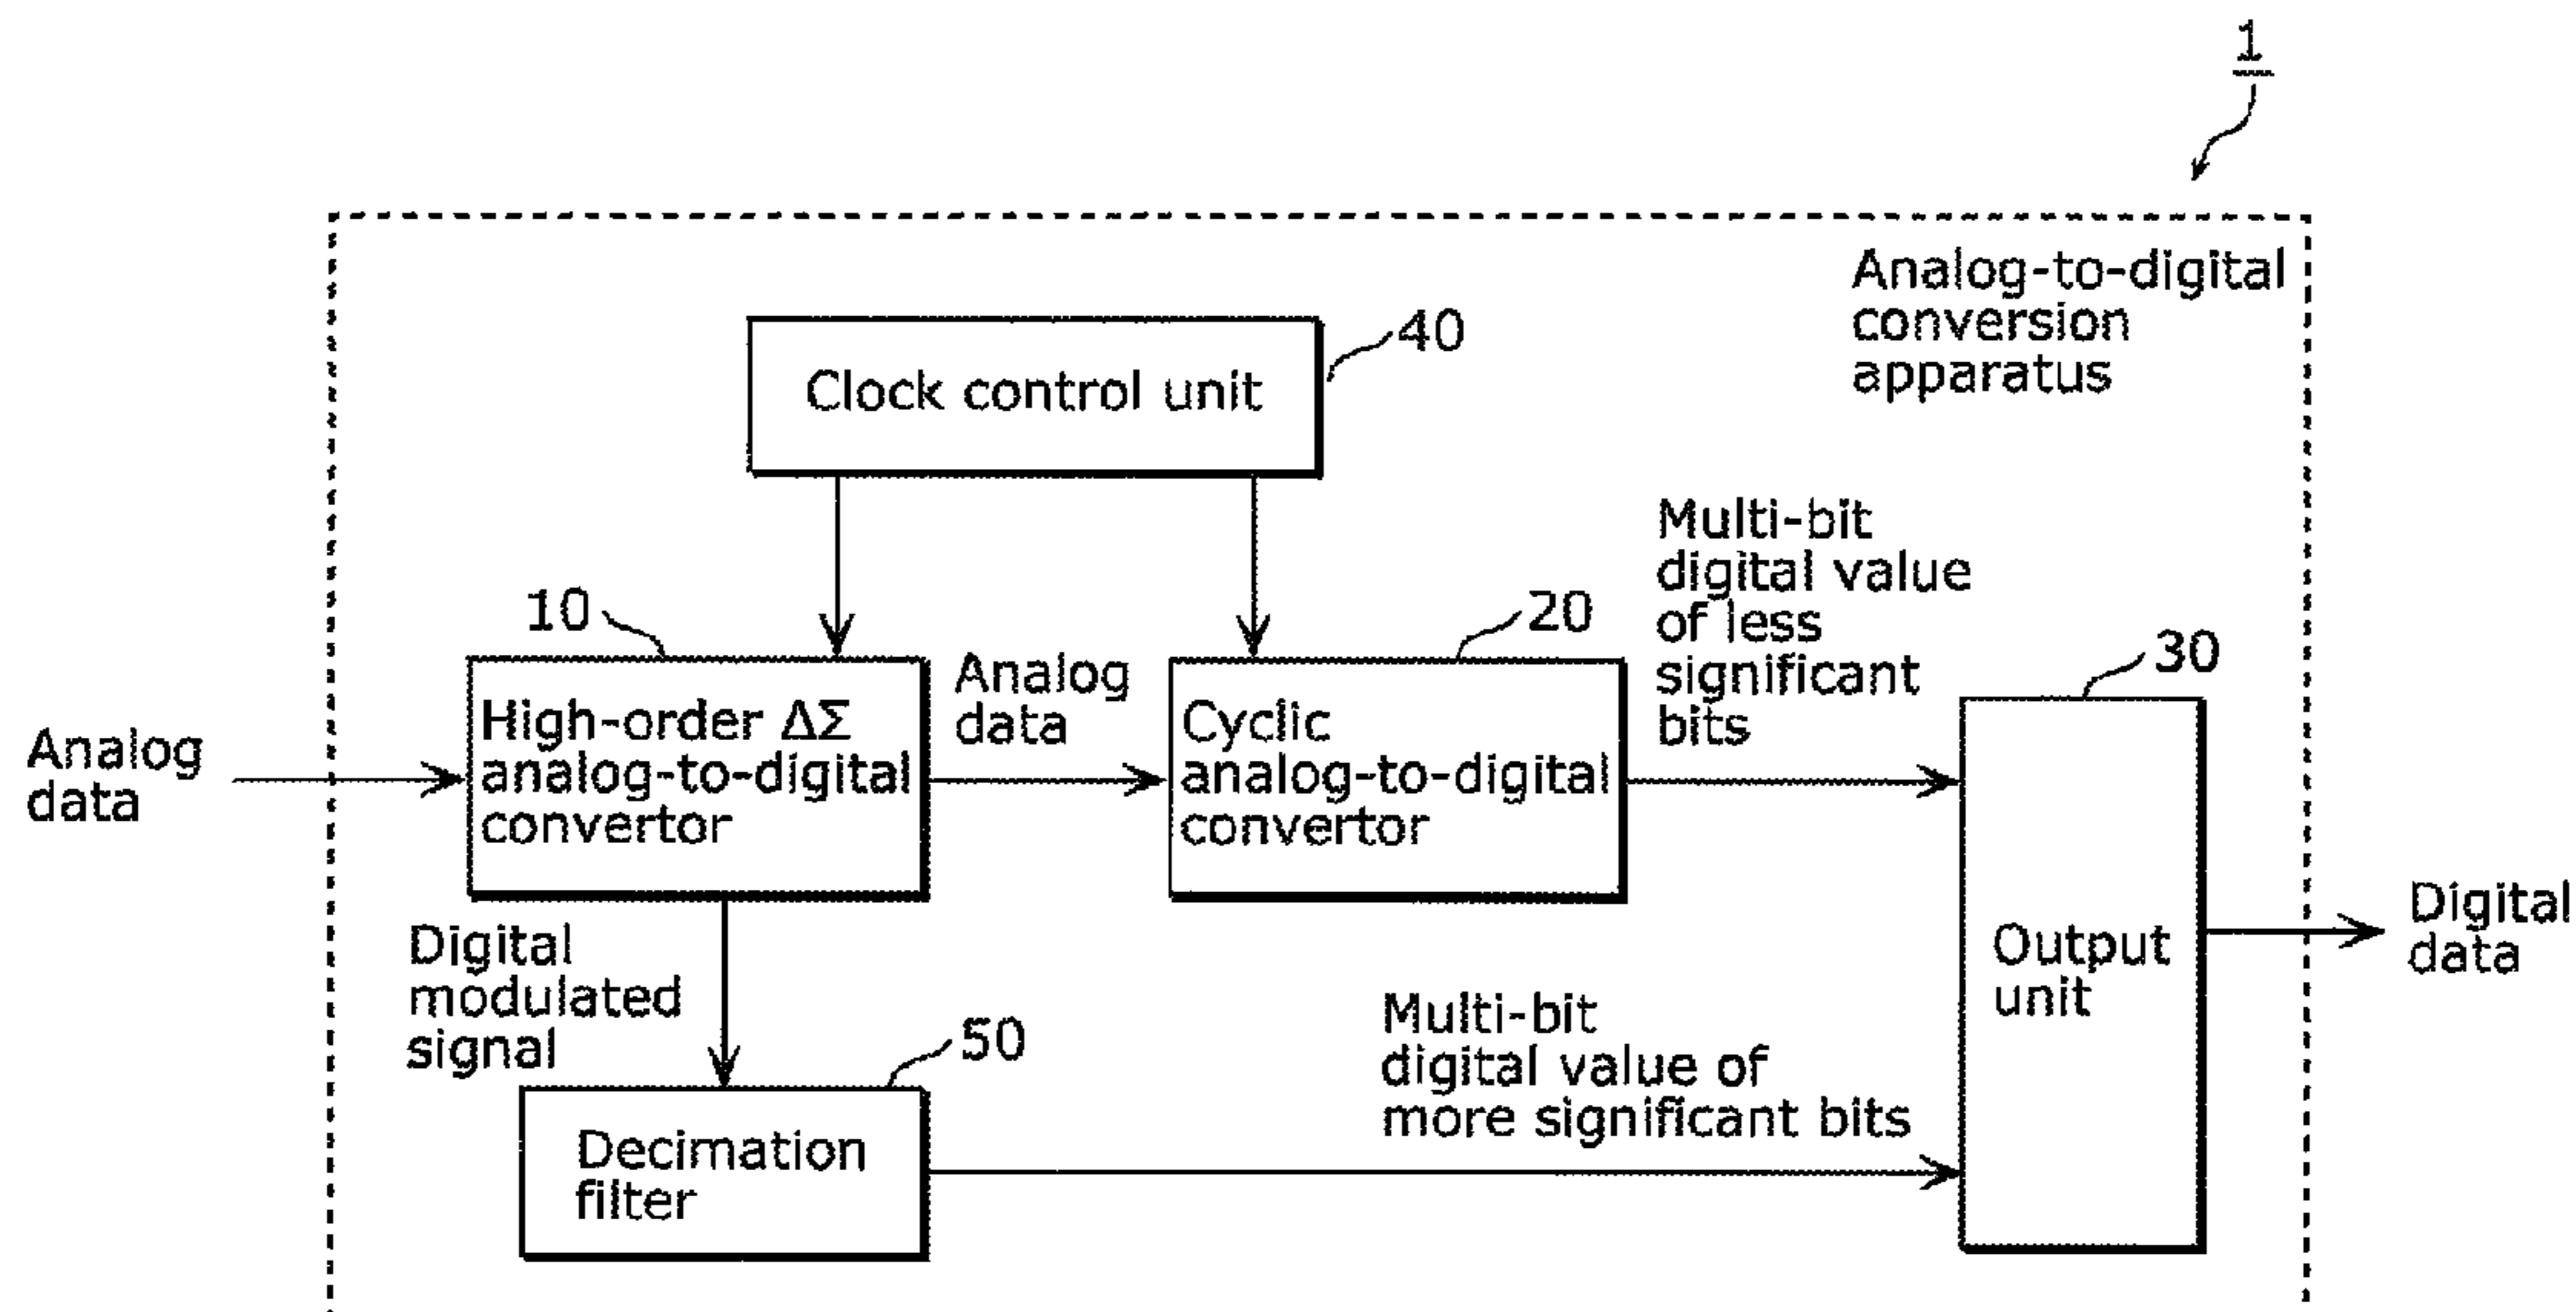 1
Analog-to-digital
conversion
apparatus
Clock control unit
40
Multi-bit
digital value
of less
significant
bits
10
20
30
Analog
data
High-order ΔΣ
analog-to-digital
convertor
Analog
data
Cyclic
analog-to-digital
convertor
Output
unit
Digital
data
Digital
modulated
signal
50
Decimation
filter
Multi-bit
digital value of
more significant bits